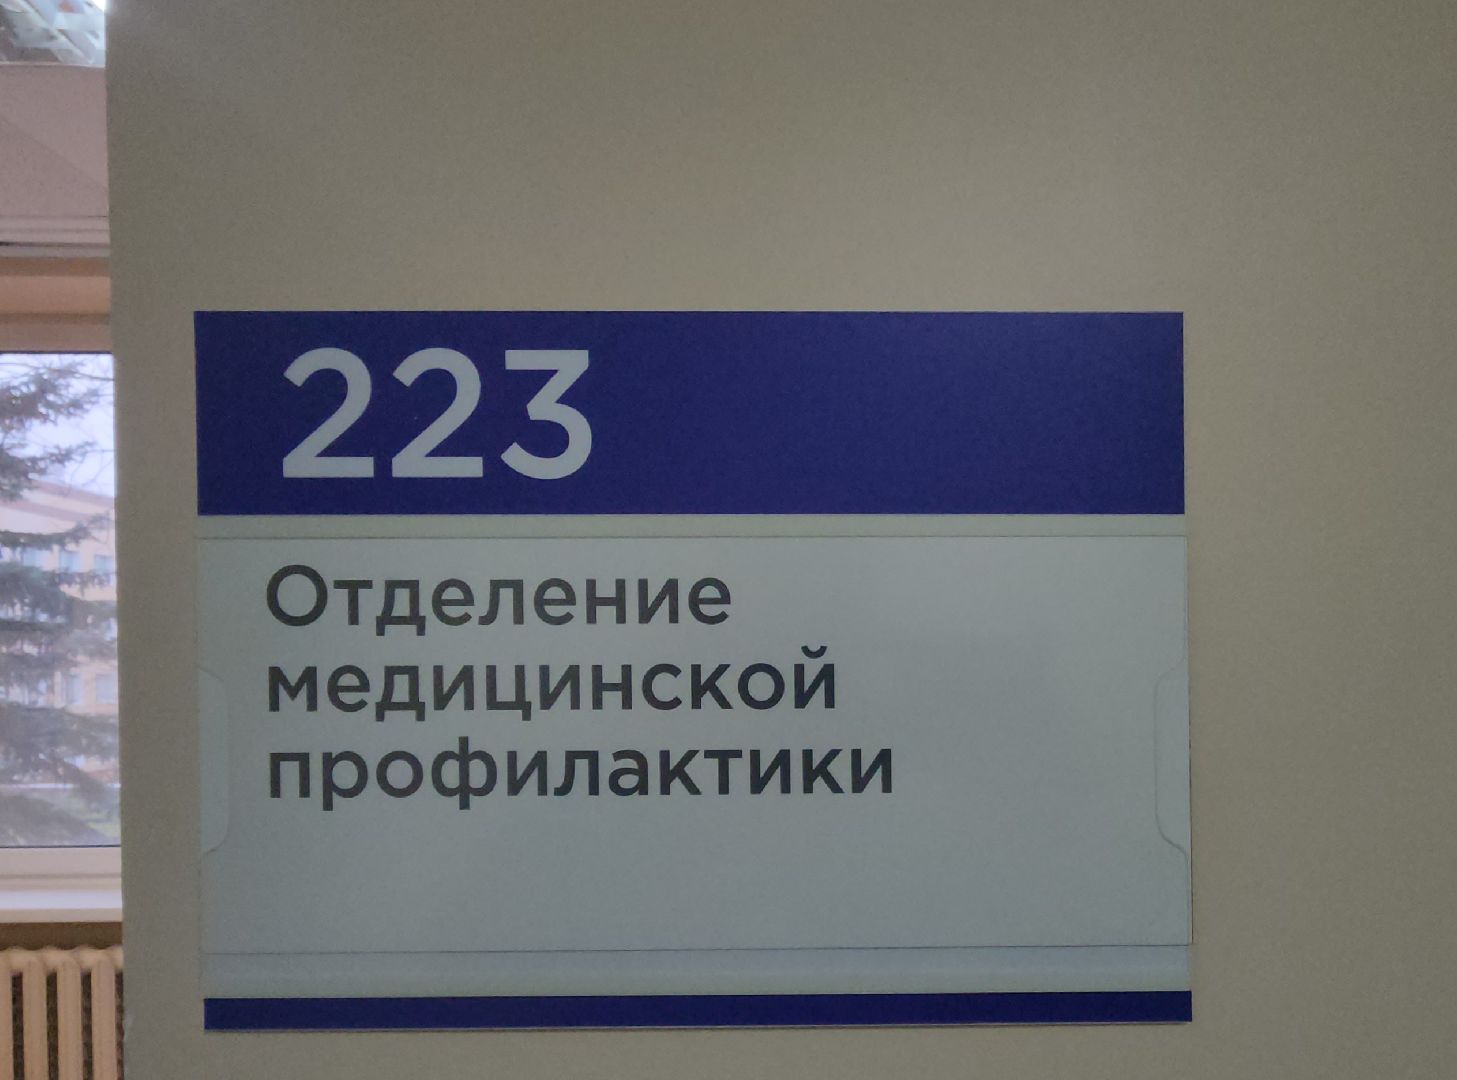 223
Отделение
медицинской
профилактики